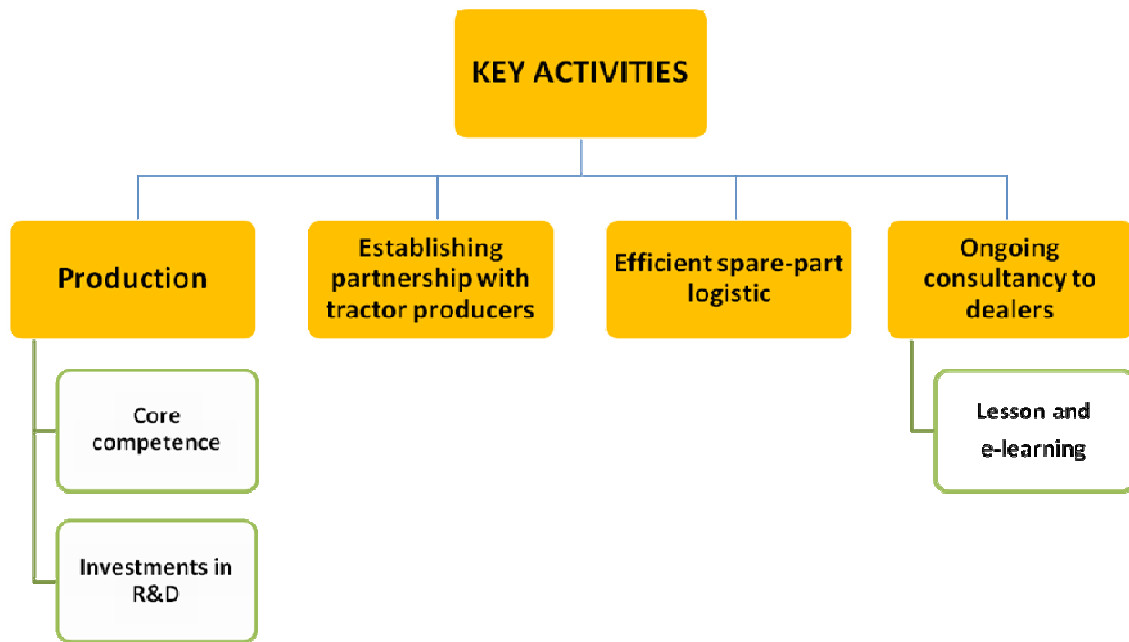 KEY ACTIVITIES
Production
Establishing
partnership with
tractor producers
Efficient spare-part
logistic
Ongoing
consultancy to
dealers
Core
competence
Investments in
R&D
Lesson and
e-learning